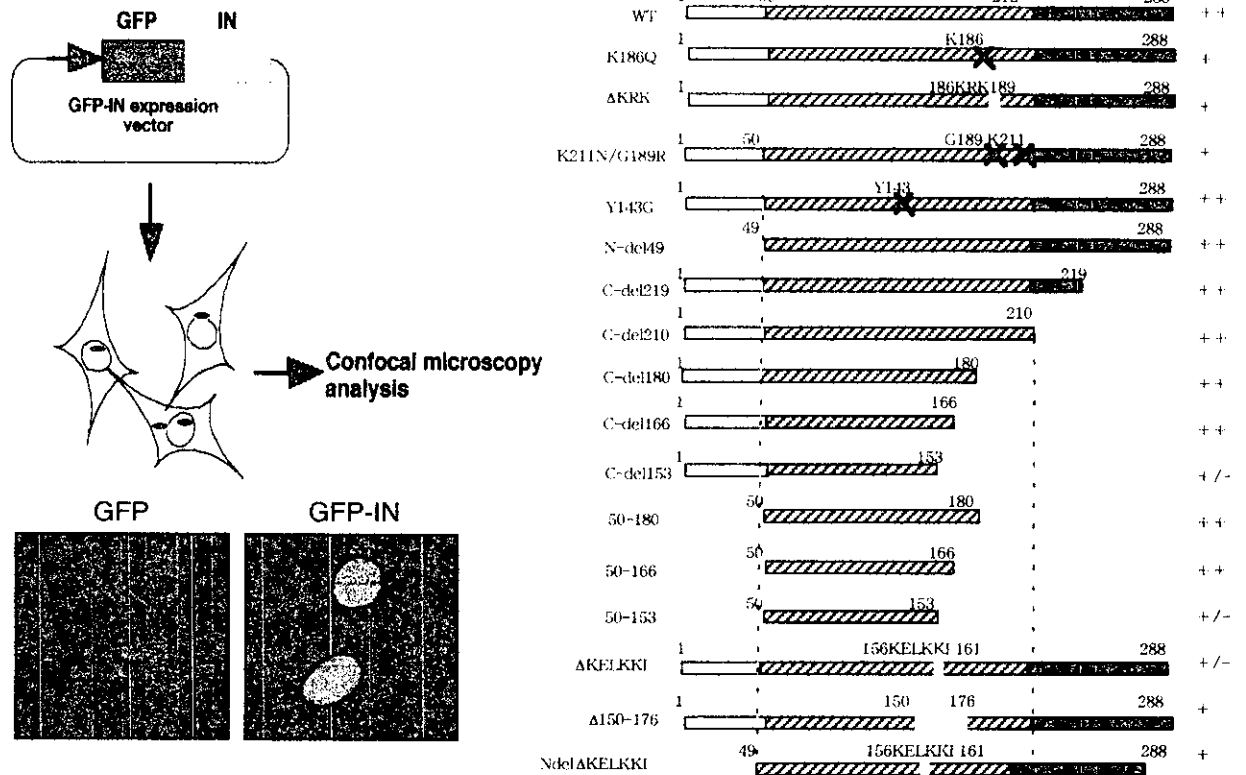 GFP IN
GFP-IN expression
vector
Confocal microscopy
analysis
GFP GFP-IN
WT 288 ++
1 K186 288
K186Q +
1 186KRK189 288
ΔKRK +
1 50 G189 K211 288
K211N/G189R +
1 Y143 288
Y143G ++
49 288
N-del49 ++
1 219
C-del219 ++
1 210
C-del210 ++
1 180
C-del180 ++
1 166
C-del166 ++
1 153
C-del153 +/-
50 180
50-180 ++
50 166
50-166 ++
50 153
50-153 +/-
1 156KELKKI 161 288
ΔKELKKI +/-
1 150 176 288
Δ150-176 +
49 156KELKKI 161 288
NdelΔKELKKI +